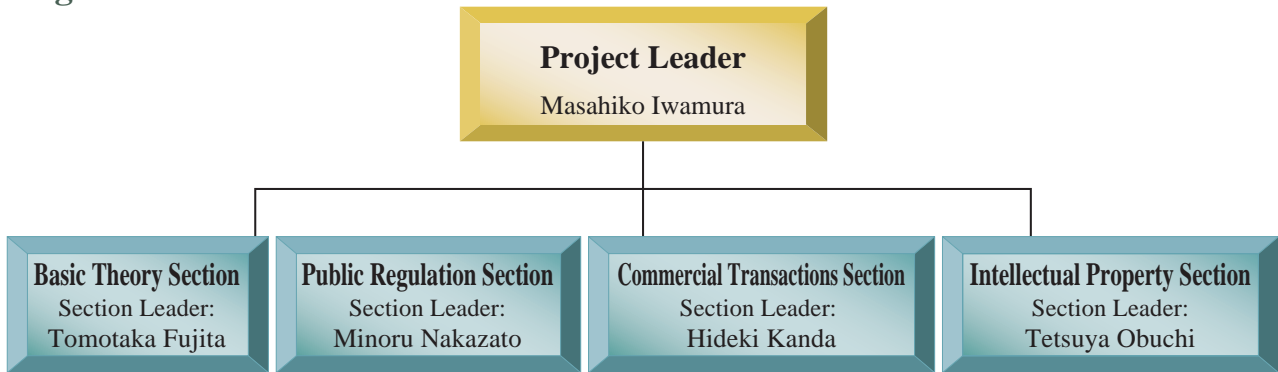 Project Leader
Masahiko Iwamura
Basic Theory Section
Section Leader:
Tomotaka Fujita
Public Regulation Section
Section Leader:
Minoru Nakazato
Commercial Transactions Section
Section Leader:
Hideki Kanda
Intellectual Property Section
Section Leader:
Tetsuya Obuchi